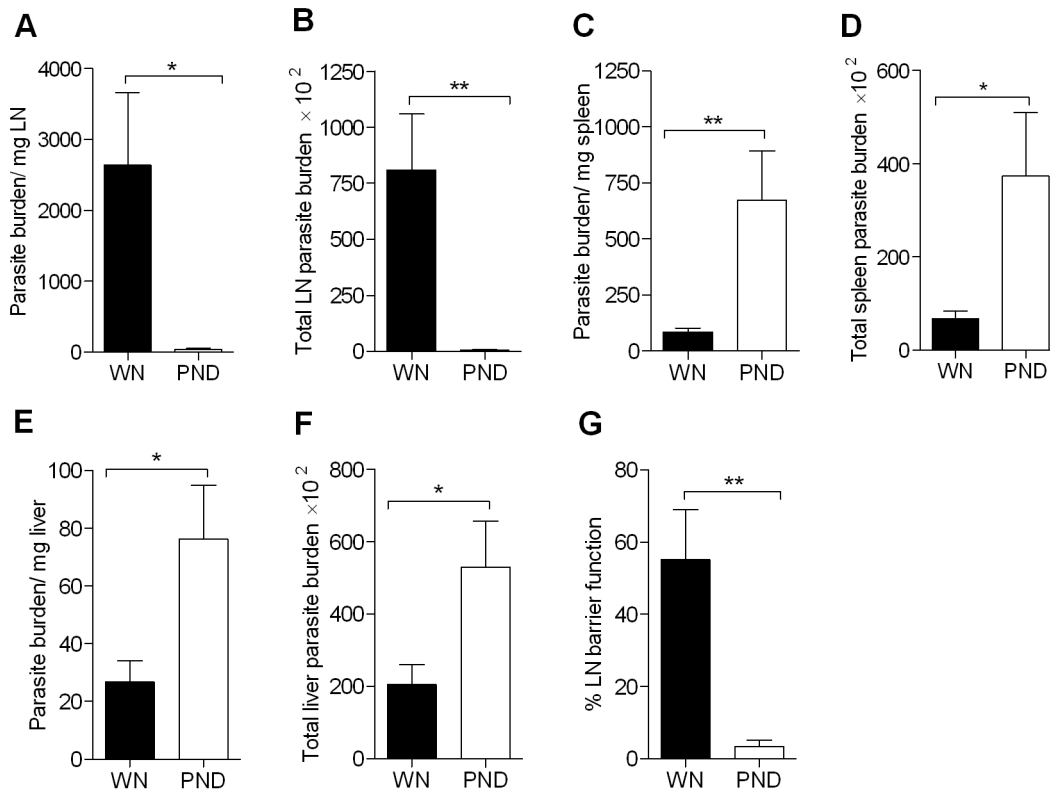 A
Parasite burden/ mg LN
4000
3000
2000
1000
0
*
WN PND
B
Total LN parasite burden × 10 2
1250
1000
750
500
250
0
**
WN PND
C
Parasite burden/ mg spleen
1250
1000
750
500
250
0
**
WN PND
D
Total spleen parasite burden ×10 2
600
400
200
0
*
WN PND
E
Parasite burden/ mg liver
100
80
60
40
20
0
*
WN PND
F
Total liver parasite burden ×10 2
800
600
400
200
0
*
WN PND
G
% LN barrier function
80
60
40
20
0
**
WN PND